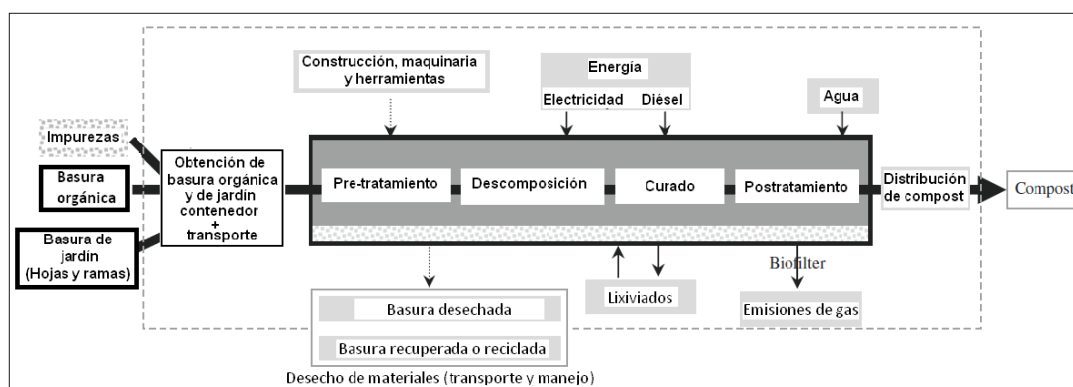 Construcción, maquinaria
y herramientas
Energía
Electricidad
Diésel
Agua
Impurezas
Basura
orgánica
Basura de
jardín
(Hojas y ramas)
Obtención de
basura orgánica
y de jardín
contenedor
+
transporte
Pre-tratamiento
Descomposición
Curado
Postratamiento
Distribución
de compost
Compost
Biofilter
Lixiviados
Emisiones de gas
Basura desechada
Basura recuperada o reciclada
Desecho de materiales (transporte y manejo)